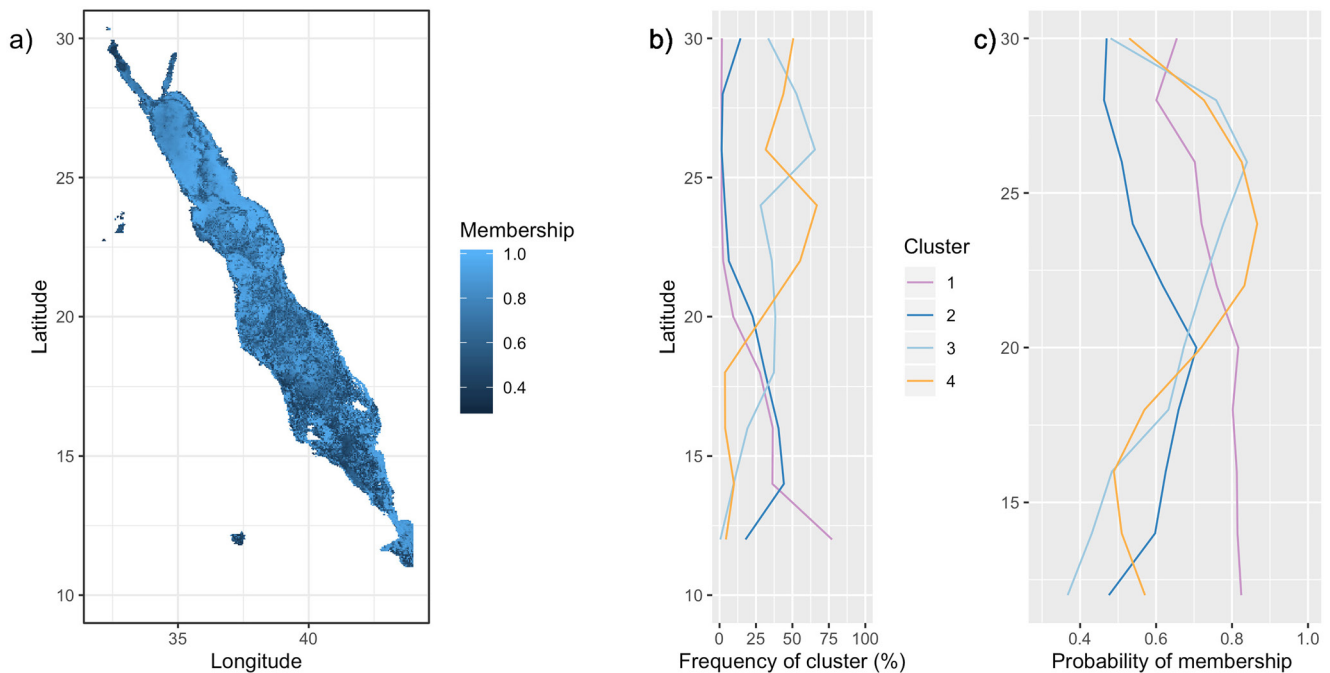 a)
30
25
20
15
10
Latitude
35 40
Longitude
Membership
1.0
0.8
0.6
0.4
b)
30
25
20
15
10
Latitude
0 25 50 75 100
Frequency of cluster (%)
Cluster
1
2
3
4
c)
30
25
20
15
0.4 0.6 0.8 1.0
Probability of membership